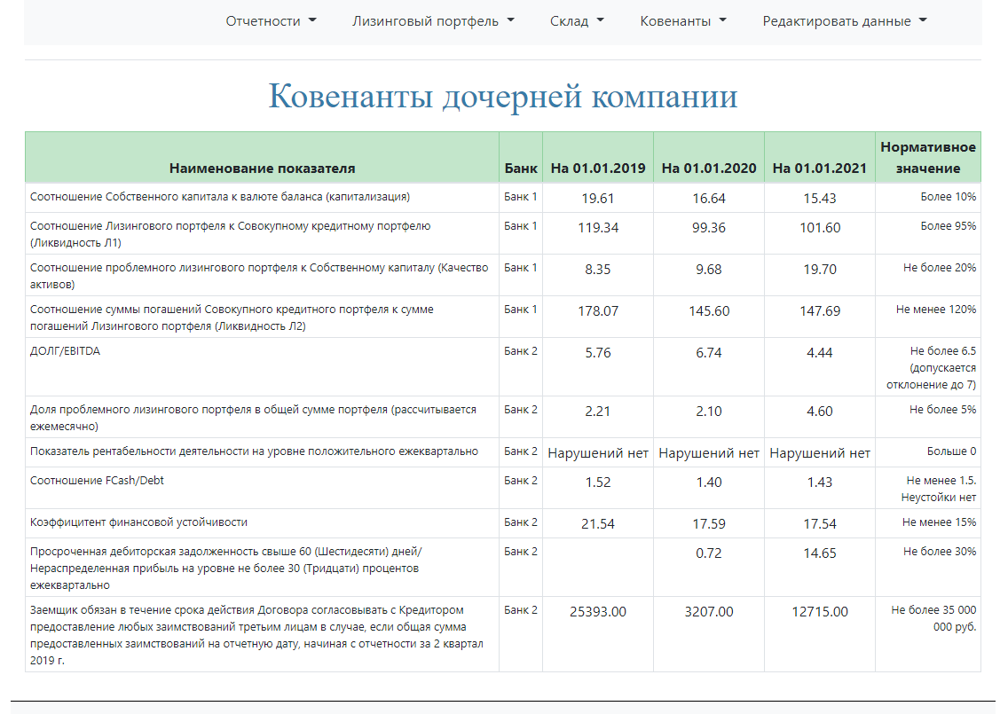 Отчетности Лизинговый портфель Склад Ковенанты Редактировать данные
Ковенанты дочерней компании
Наименование показателя Банк На 01.01.2019 На 01.01.2020 На 01.01.2021 Нормативное значение
Соотношение Собственного капитала к валюте баланса (капитализация) Банк 1 19.61 16.64 15.43 Более 10%
Соотношение Лизингового портфеля к Совокупному кредитному портфелю Банк 1 119.34 99.36 101.60 Более 95%
(Ликвидность Л1)
Соотношение проблемного лизингового портфеля к Собственному капиталу (Качество Банк 1 8.35 9.68 19.70 Не более 20%
активов)
Соотношение суммы погашений Совокупного кредитного портфеля к сумме Банк 1 178.07 145.60 147.69 Не менее 120%
погашений Лизингового портфеля (Ликвидность Л2)
ДОЛГ/EBITDA Банк 2 5.76 6.74 4.44 Не более 6.5
(допускается
отклонение до 7)
Доля проблемного лизингового портфеля в общей сумме портфеля (рассчитывается Банк 2 2.21 2.10 4.60 Не более 5%
ежемесячно)
Показатель рентабельности деятельности на уровне положительного ежеквартально Банк 2 Нарушений нет Нарушений нет Нарушений нет Больше 0
Соотношение FCash/Debt Банк 2 1.52 1.40 1.43 Не менее 1.5.
Неустойки нет
Коэффицитент финансовой устойчивости Банк 2 21.54 17.59 17.54 Не менее 15%
Просроченная дебиторская задолженность свыше 60 (Шестидесяти) дней/ Банк 2 0.72 14.65 Не более 30%
Нераспределенная прибыль на уровне не более 30 (Тридцати) процентов
ежеквартально
Заемщик обязан в течение срока действия Договора согласовывать с Кредитором Банк 2 25393.00 3207.00 12715.00 Не более 35 000
предоставление любых заимствований третьим лицам в случае, если общая сумма 000 руб.
предоставленных заимствований на отчетную дату, начиная с отчетности за 2 квартал
2019 г.